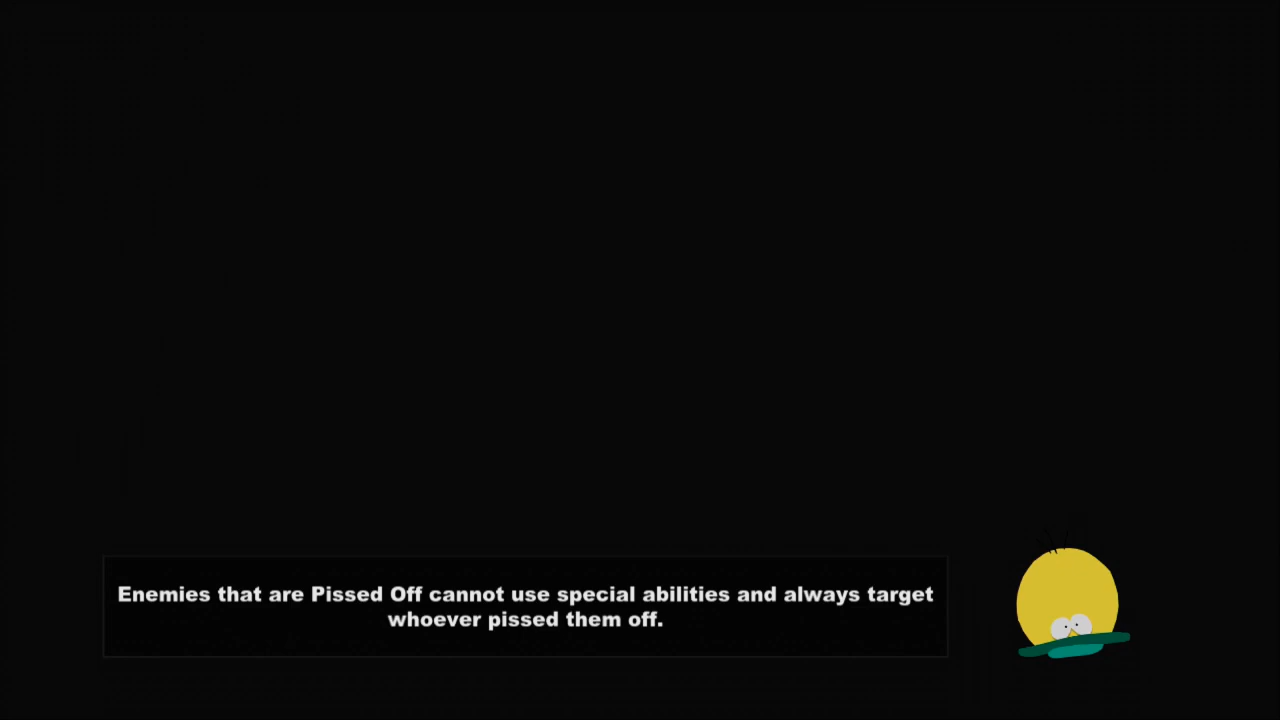 Enemies that are Pissed Off cannot use special abilities and always target
whoever pissed them off.